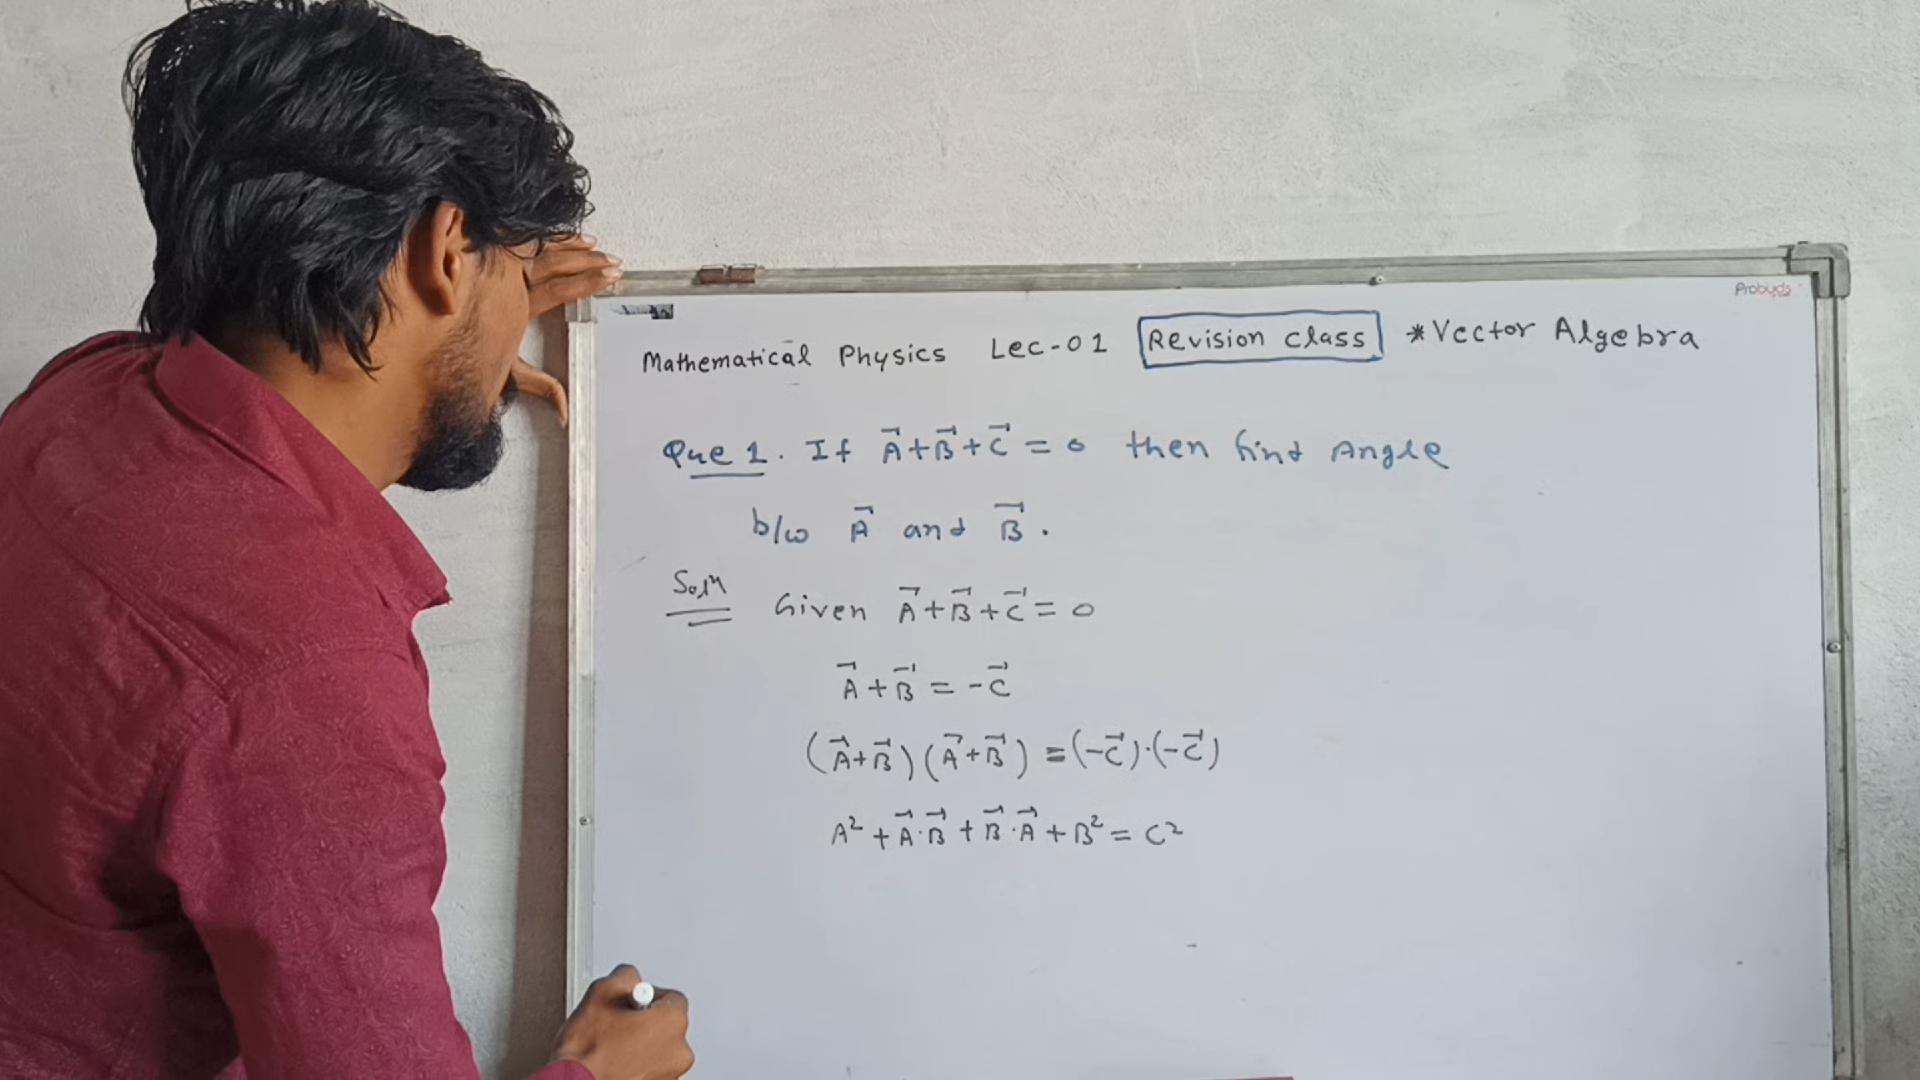 Probuds
Mathematical Physics Lec-01 Revision class *Vector Algebra
Que 1. If A⃗+B⃗+C⃗ = 0 then find Angle
b/w A⃗ and B⃗.
Soln Given A⃗+B⃗+C⃗ = 0
A⃗+B⃗ = -C⃗
(A⃗+B⃗)(A⃗+B⃗) = (-C⃗)·(-C⃗)
A² + A⃗·B⃗ + B⃗·A⃗ + B² = C²